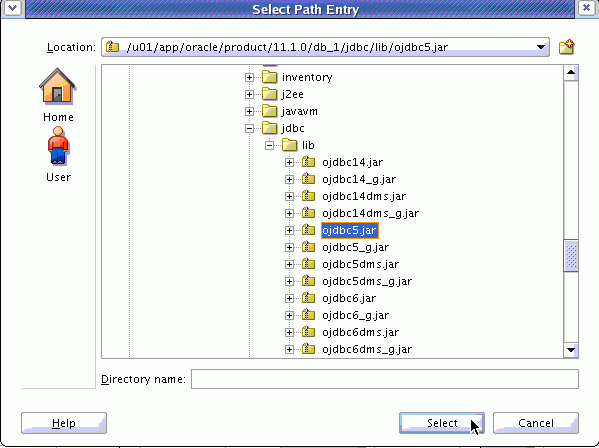 Select Path Entry
Location: /u01/app/oracle/product/11.1.0/db_1/jdbc/lib/ojdbc5.jar
Home
User
inventory
j2ee
javavm
jdbc
lib
ojdbc14.jar
ojdbc14_g.jar
ojdbc14dms.jar
ojdbc14dms_g.jar
ojdbc5.jar
ojdbc5_g.jar
ojdbc5dms.jar
ojdbc5dms_g.jar
ojdbc6.jar
ojdbc6_g.jar
ojdbc6dms.jar
ojdbc6dms_g.jar
Directory name:
Help Select Cancel